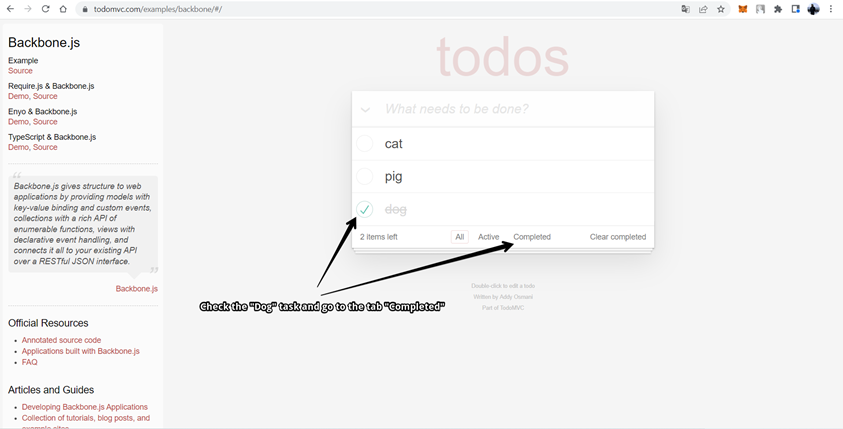 todomvc.com/examples/backbone/#/
Backbone.js
Example
Source
Require.js & Backbone.js
Demo, Source
Enyo & Backbone.js
Demo, Source
TypeScript & Backbone.js
Demo, Source
“
Backbone.js gives structure to web
applications by providing models with
key-value binding and custom events,
collections with a rich API of
enumerable functions, views with
declarative event handling, and
connects it all to your existing API
over a RESTful JSON interface.
”
Backbone.js
Official Resources
Annotated source code
Applications built with Backbone.js
FAQ
Articles and Guides
Developing Backbone.js Applications
Collection of tutorials, blog posts, and
example sites
todos
What needs to be done?
cat
pig
dog
2 items left
All
Active
Completed
Clear completed
Check the "Dog" task and go to the tab "Completed"
Double-click to edit a todo
Written by Addy Osmani
Part of TodoMVC